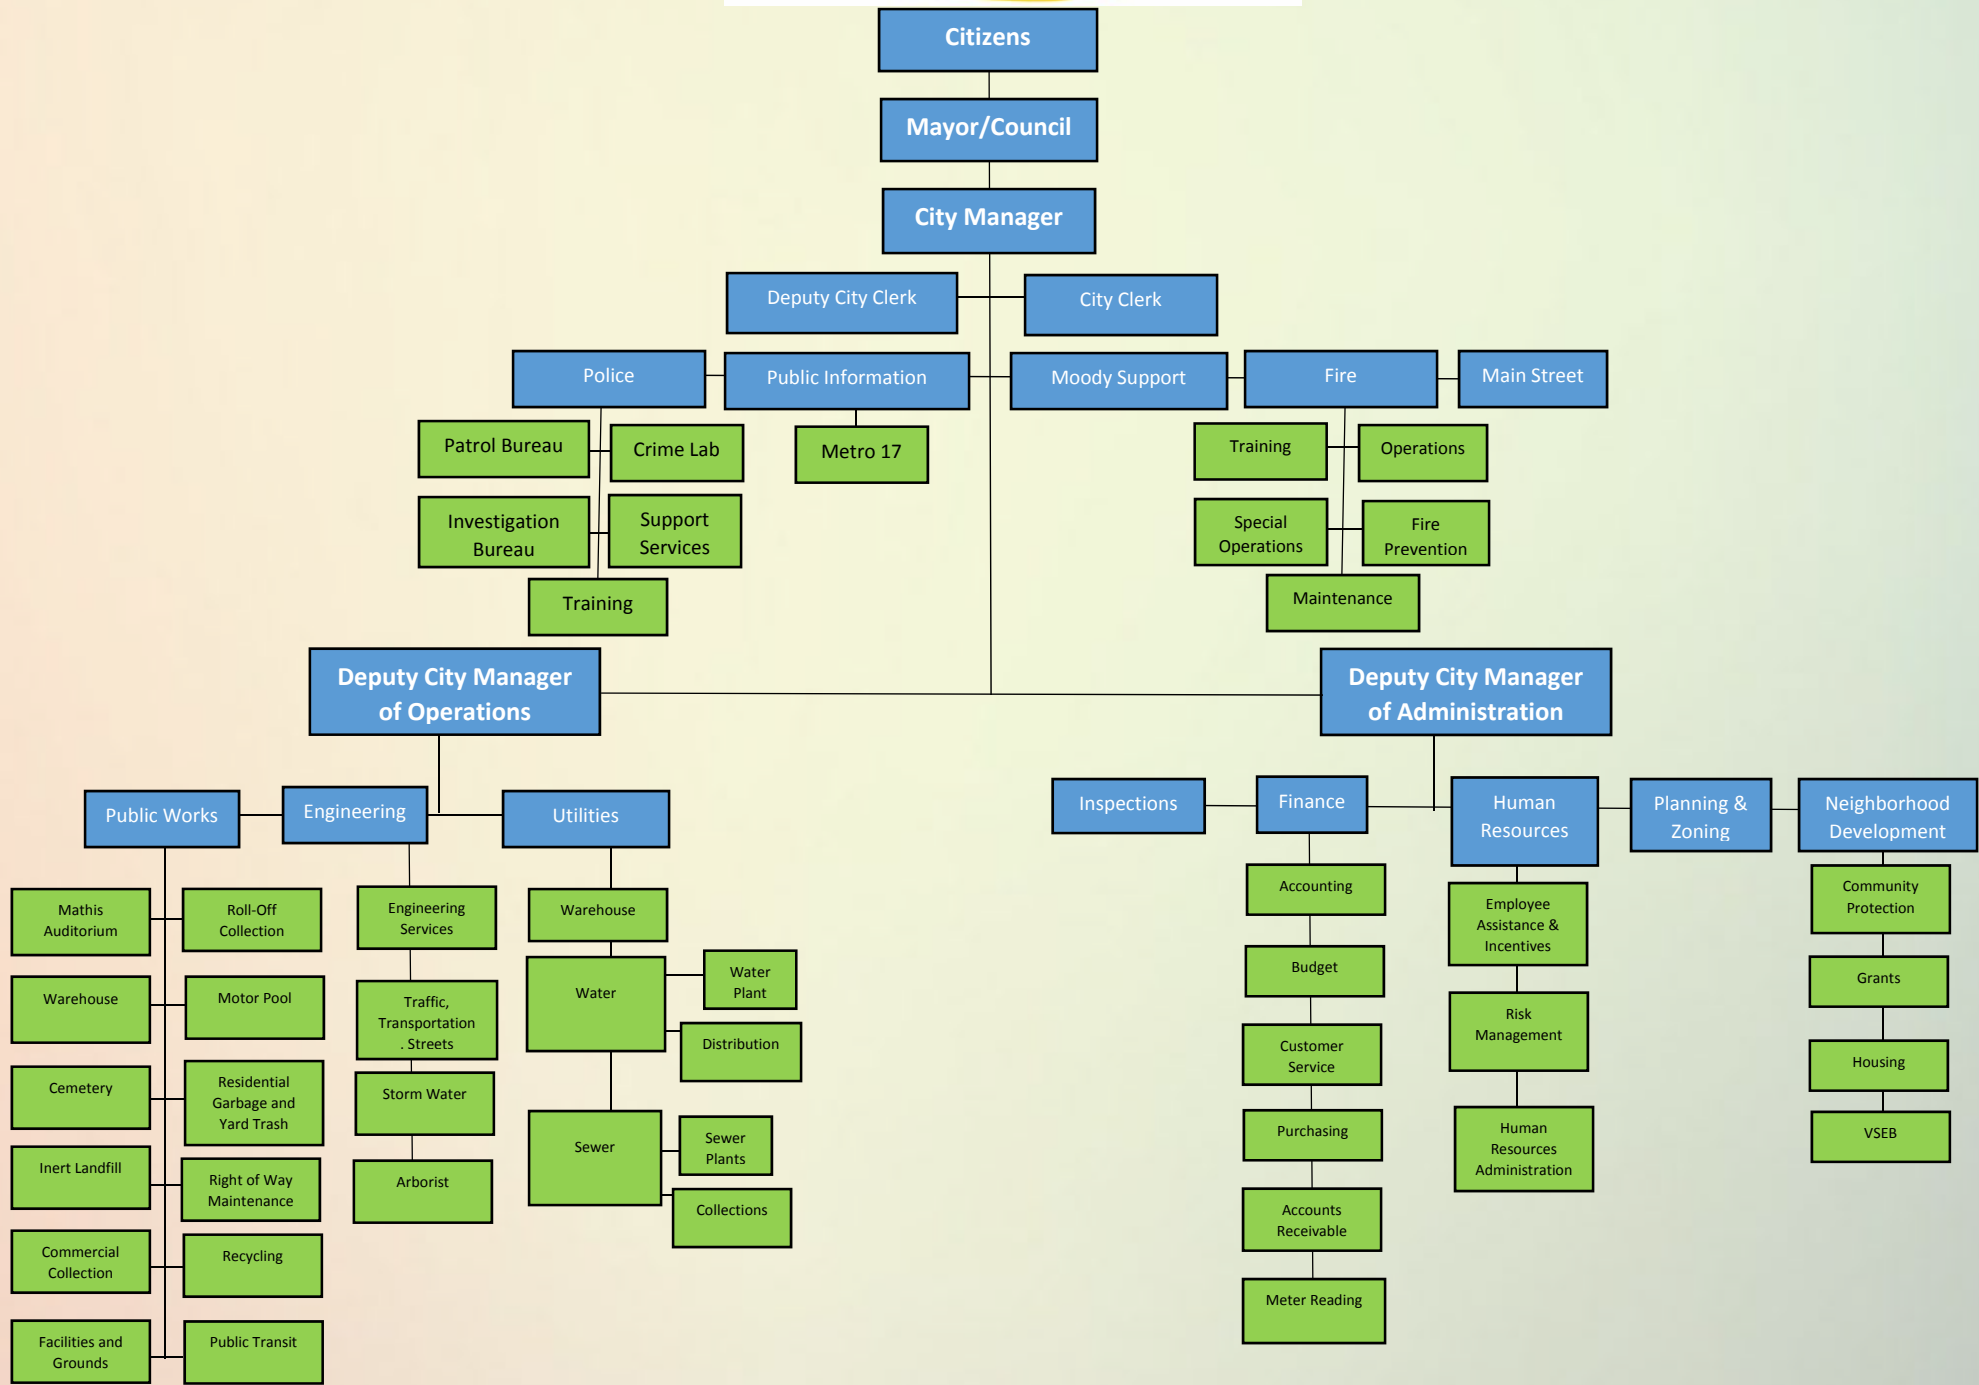 Citizens
Mayor/Council
City Manager
Deputy City Clerk
City Clerk
Police
Public Information
Moody Support
Fire
Main Street
Patrol Bureau
Crime Lab
Metro 17
Training
Operations
Investigation
Bureau
Support
Services
Special
Operations
Fire
Prevention
Training
Maintenance
Deputy City Manager
of Operations
Deputy City Manager
of Administration
Public Works
Engineering
Utilities
Inspections
Finance
Human
Resources
Planning &
Zoning
Neighborhood
Development
Mathis
Auditorium
Roll-Off
Collection
Warehouse
Motor Pool
Cemetery
Residential
Garbage and
Yard Trash
Inert Landfill
Right of Way
Maintenance
Commercial
Collection
Recycling
Facilities and
Grounds
Public Transit
Engineering
Services
Traffic,
Transportation
. Streets
Storm Water
Arborist
Warehouse
Water
Water
Plant
Distribution
Sewer
Sewer
Plants
Collections
Accounting
Budget
Customer
Service
Purchasing
Accounts
Receivable
Meter Reading
Employee
Assistance &
Incentives
Risk
Management
Human
Resources
Administration
Community
Protection
Grants
Housing
VSEB